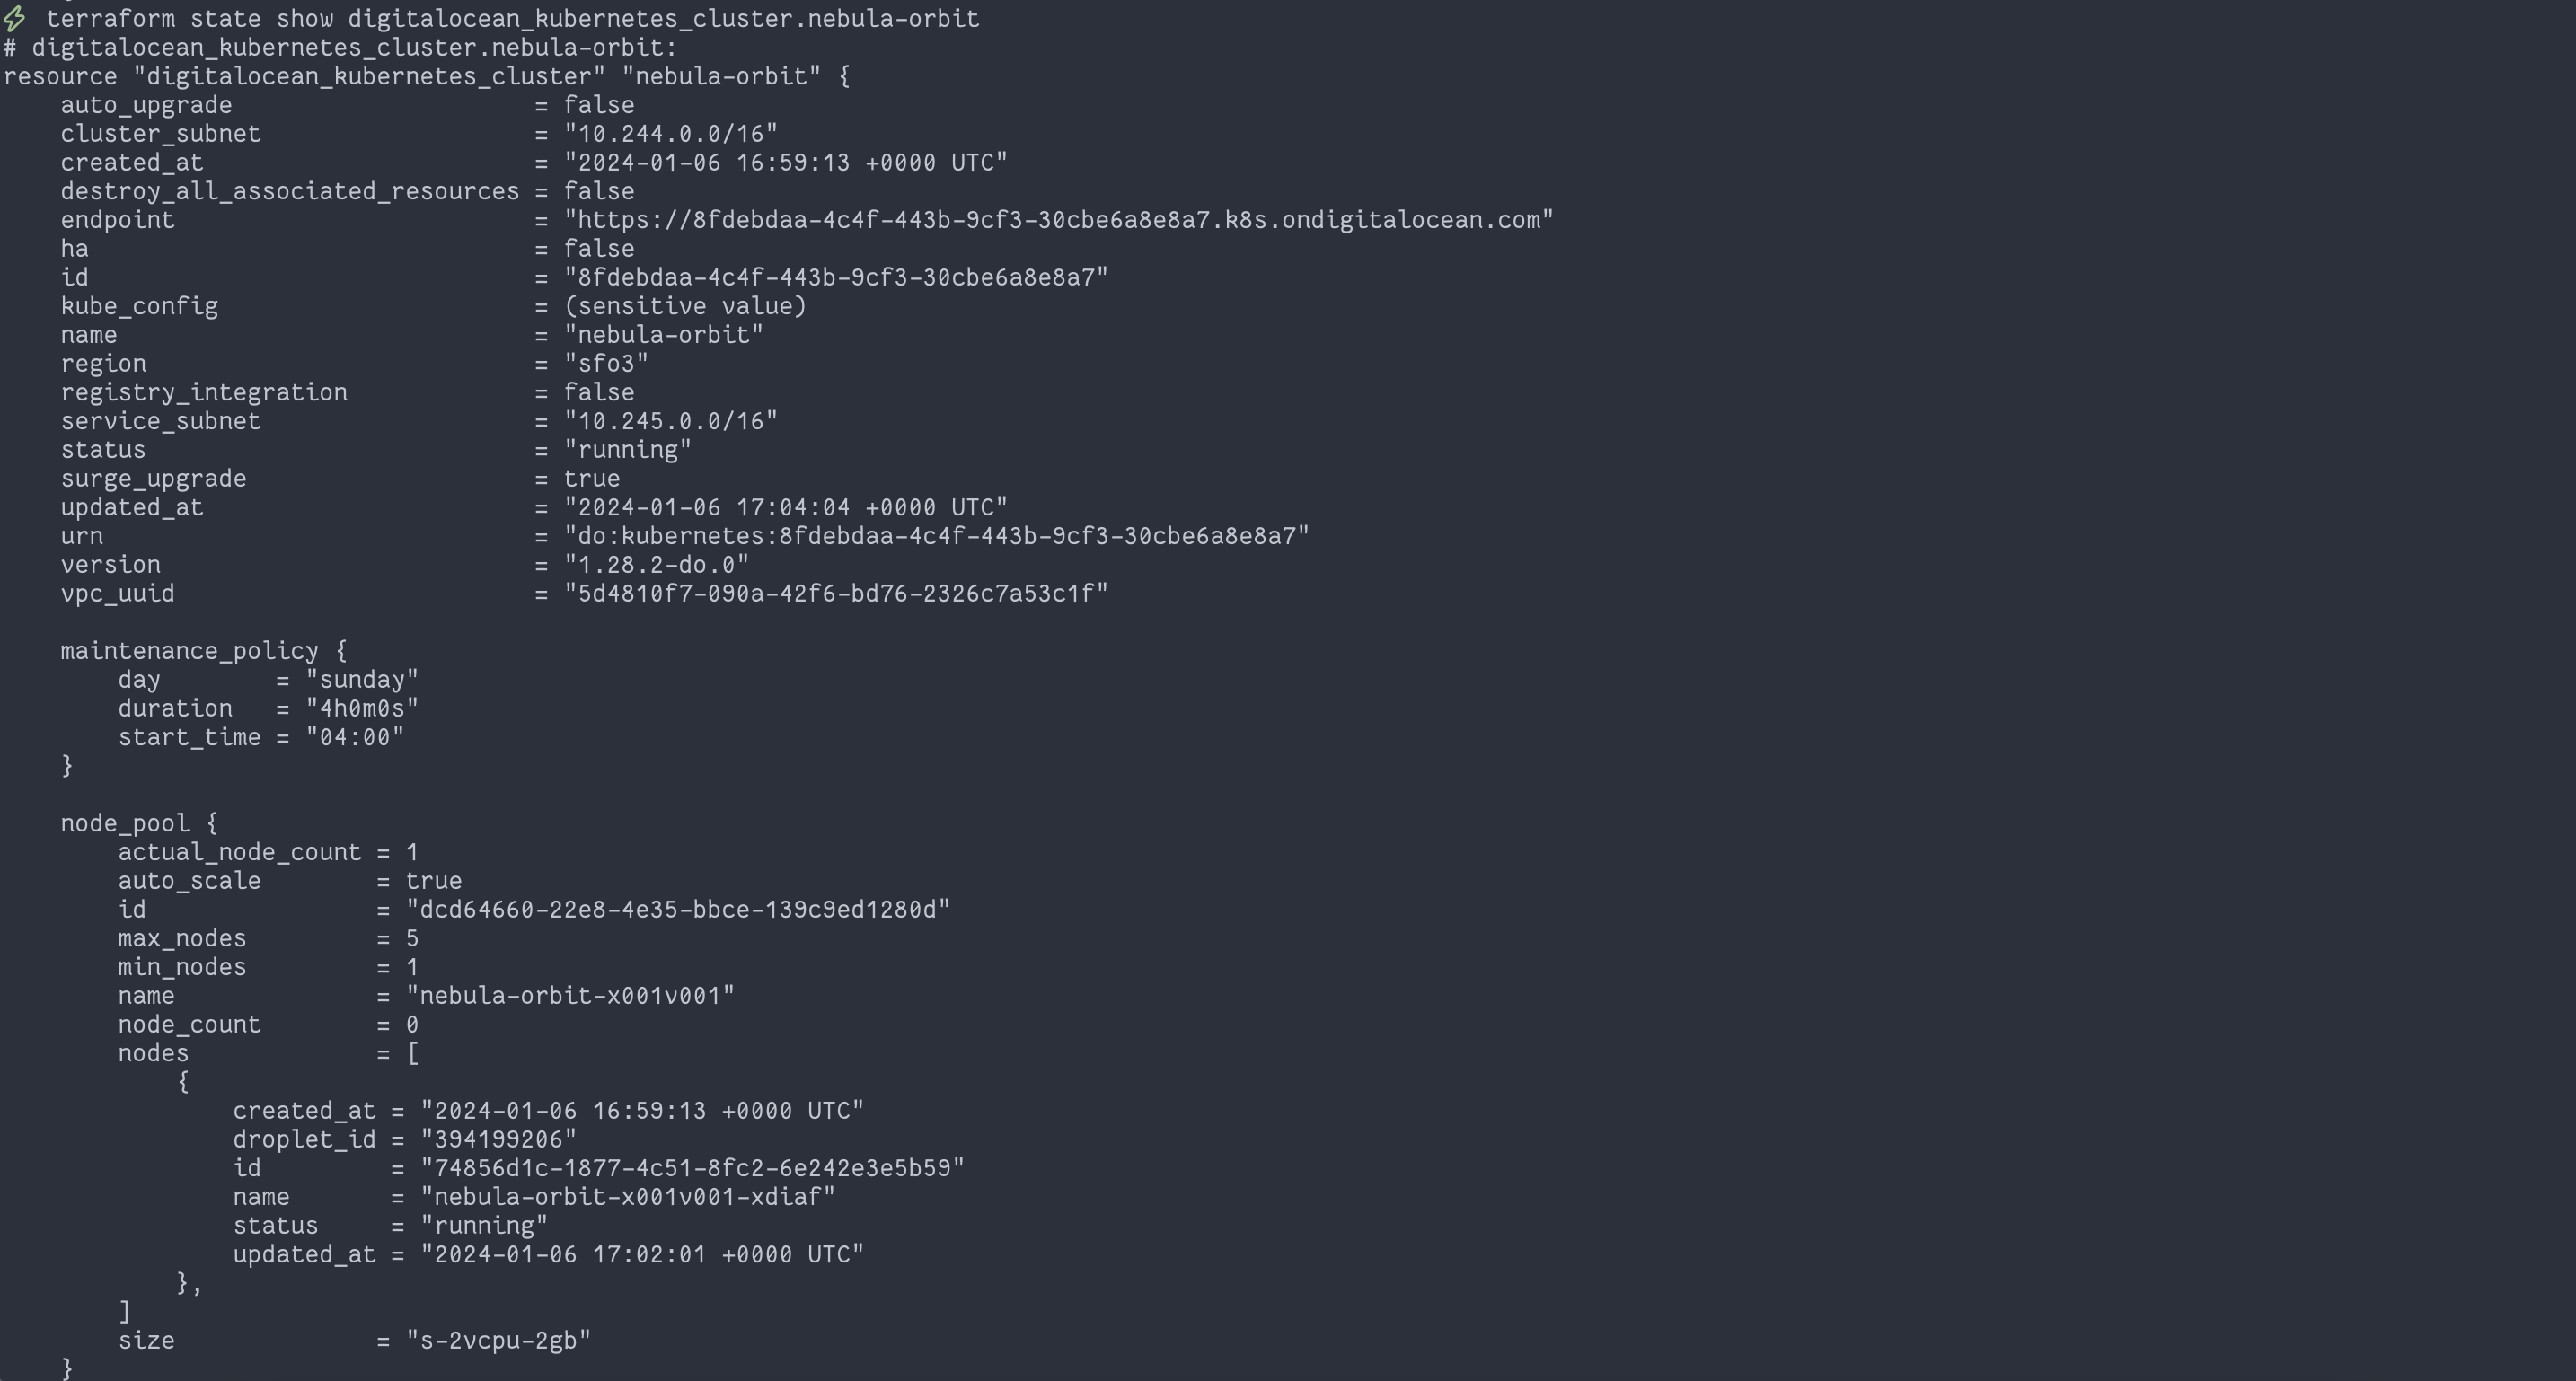 terraform state show digitalocean_kubernetes_cluster.nebula-orbit
# digitalocean_kubernetes_cluster.nebula-orbit:
resource "digitalocean_kubernetes_cluster" "nebula-orbit" {
    auto_upgrade                     = false
    cluster_subnet                   = "10.244.0.0/16"
    created_at                       = "2024-01-06 16:59:13 +0000 UTC"
    destroy_all_associated_resources = false
    endpoint                         = "https://8fdebdaa-4c4f-443b-9cf3-30cbe6a8e8a7.k8s.ondigitalocean.com"
    ha                               = false
    id                               = "8fdebdaa-4c4f-443b-9cf3-30cbe6a8e8a7"
    kube_config                      = (sensitive value)
    name                             = "nebula-orbit"
    region                           = "sfo3"
    registry_integration             = false
    service_subnet                   = "10.245.0.0/16"
    status                           = "running"
    surge_upgrade                    = true
    updated_at                       = "2024-01-06 17:04:04 +0000 UTC"
    urn                              = "do:kubernetes:8fdebdaa-4c4f-443b-9cf3-30cbe6a8e8a7"
    version                          = "1.28.2-do.0"
    vpc_uuid                         = "5d4810f7-090a-42f6-bd76-2326c7a53c1f"

    maintenance_policy {
        day        = "sunday"
        duration   = "4h0m0s"
        start_time = "04:00"
    }

    node_pool {
        actual_node_count = 1
        auto_scale        = true
        id                = "dcd64660-22e8-4e35-bbce-139c9ed1280d"
        max_nodes         = 5
        min_nodes         = 1
        name              = "nebula-orbit-x001v001"
        node_count        = 0
        nodes             = [
            {
                created_at = "2024-01-06 16:59:13 +0000 UTC"
                droplet_id = "394199206"
                id         = "74856d1c-1877-4c51-8fc2-6e242e3e5b59"
                name       = "nebula-orbit-x001v001-xdiaf"
                status     = "running"
                updated_at = "2024-01-06 17:02:01 +0000 UTC"
            },
        ]
        size              = "s-2vcpu-2gb"
    }